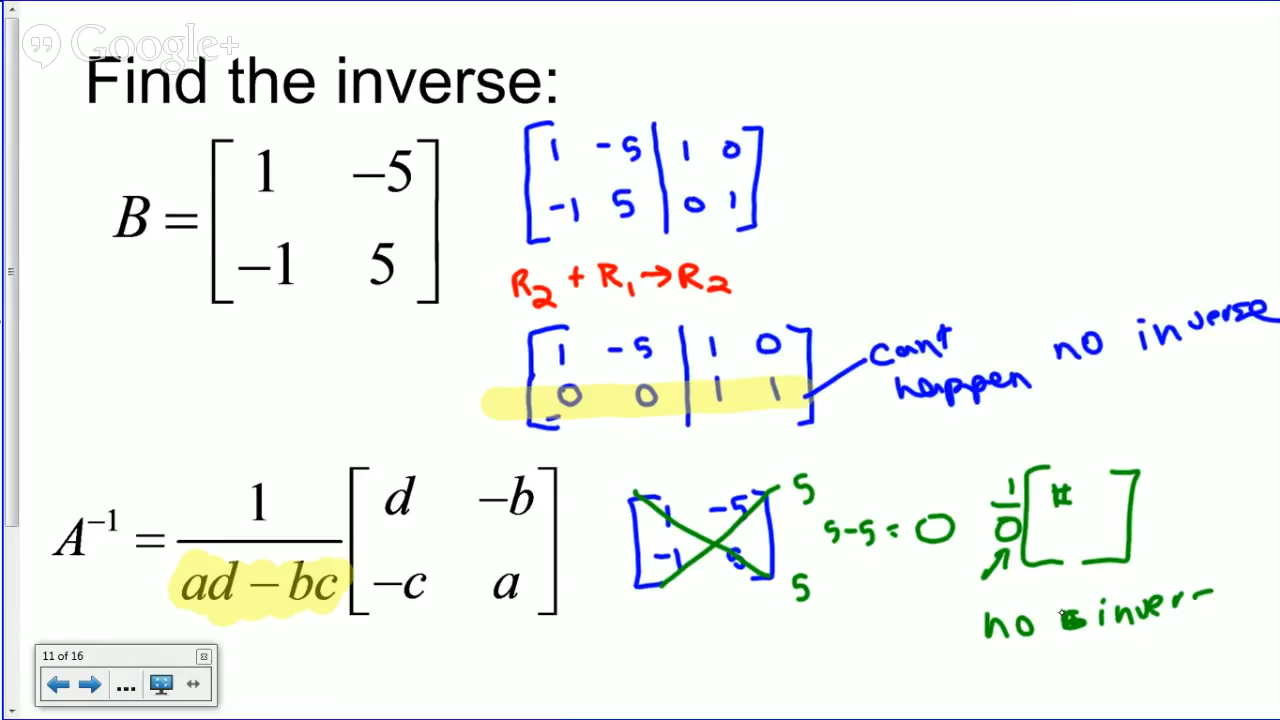 Google+
Find the inverse:
B = [ 1 −5
−1 5 ]
[ 1 -5 | 1 0
-1 5 | 0 1 ]
R2 + R1 → R2
[ 1 -5 | 1 0
0 0 | 1 1 ]
can't happen
no inverse
A⁻¹ = 1 / (ad − bc) [ d −b
−c a ]
[ 1 -5
-1 5 ]
5
5
5-5 = 0
1/0 [ # ]
no inver
11 of 16
...